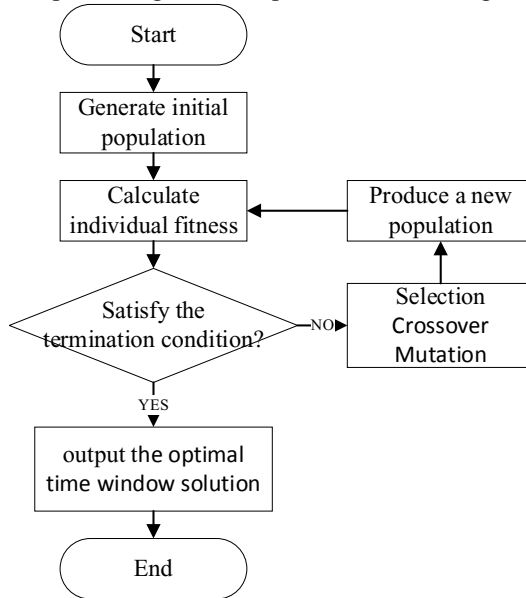 Start
Generate initial
population
Calculate
individual fitness
Produce a new
population
Satisfy the
termination condition?
NO
Selection
Crossover
Mutation
YES
output the optimal
time window solution
End